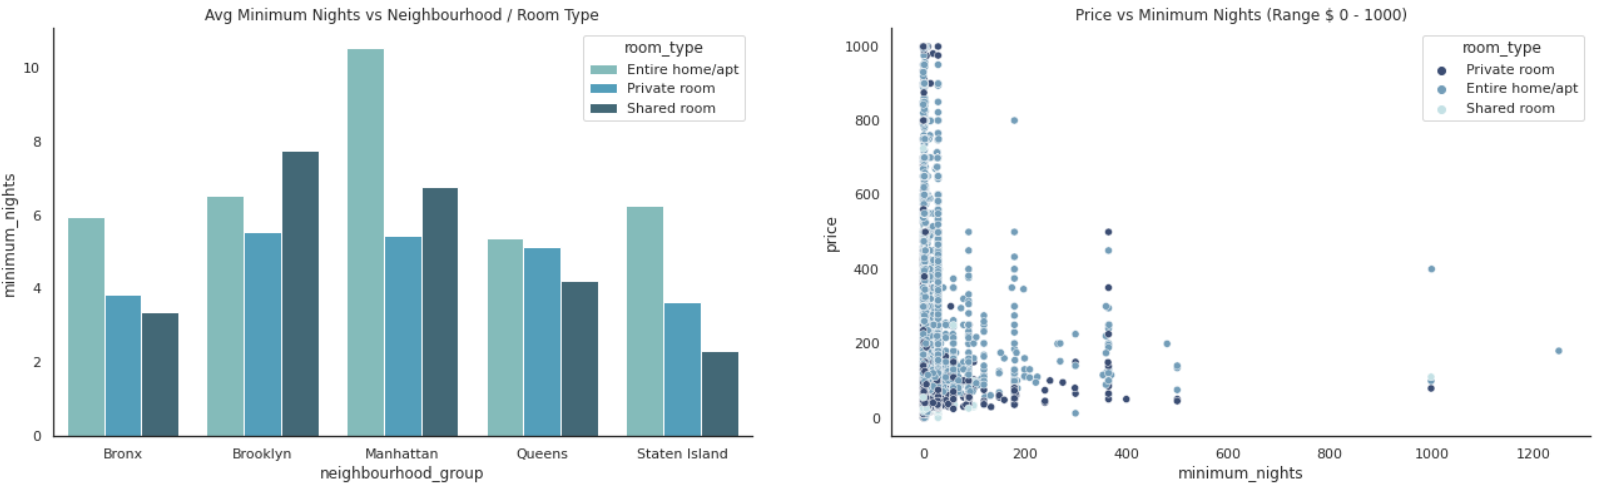 Avg Minimum Nights vs Neighbourhood / Room Type
room_type
Entire home/apt
Private room
Shared room
minimum_nights
10
8
6
4
2
0
Bronx
Brooklyn
Manhattan
Queens
Staten Island
neighbourhood_group
Price vs Minimum Nights (Range $ 0 - 1000)
room_type
Private room
Entire home/apt
Shared room
price
1000
800
600
400
200
0
0
200
400
600
800
1000
1200
minimum_nights